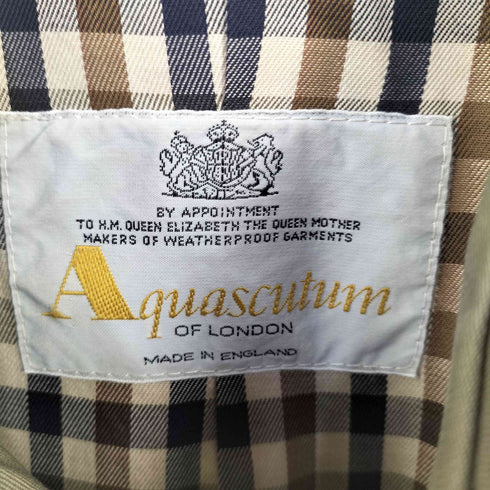 BY APPOINTMENT
TO H.M. QUEEN ELIZABETH THE QUEEN MOTHER
MAKERS OF WEATHERPROOF GARMENTS
Aquascutum
OF LONDON
MADE IN ENGLAND